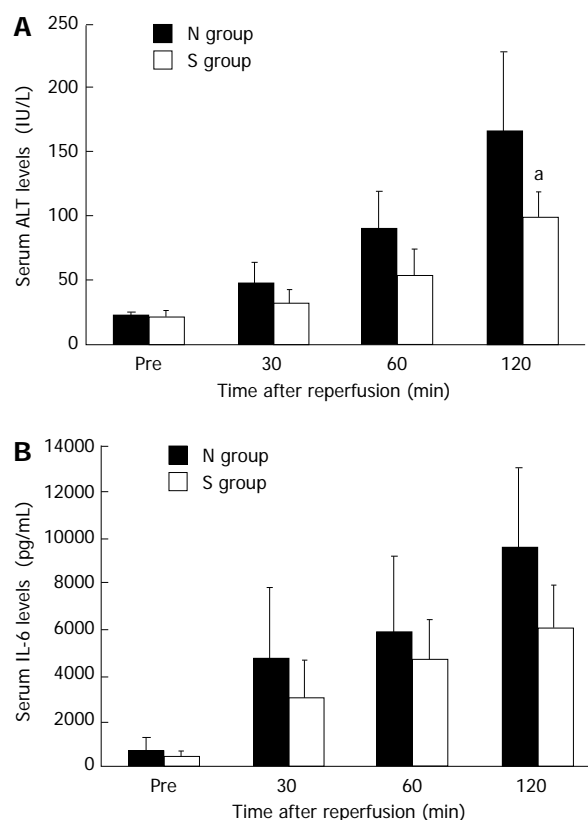 A
N group
S group
Serum ALT levels (IU/L)
250
200
150
100
50
0
a
Pre 30 60 120
Time after reperfusion (min)
B
N group
S group
Serum IL-6 levels (pg/mL)
14000
12000
10000
8000
6000
4000
2000
0
Pre 30 60 120
Time after reperfusion (min)